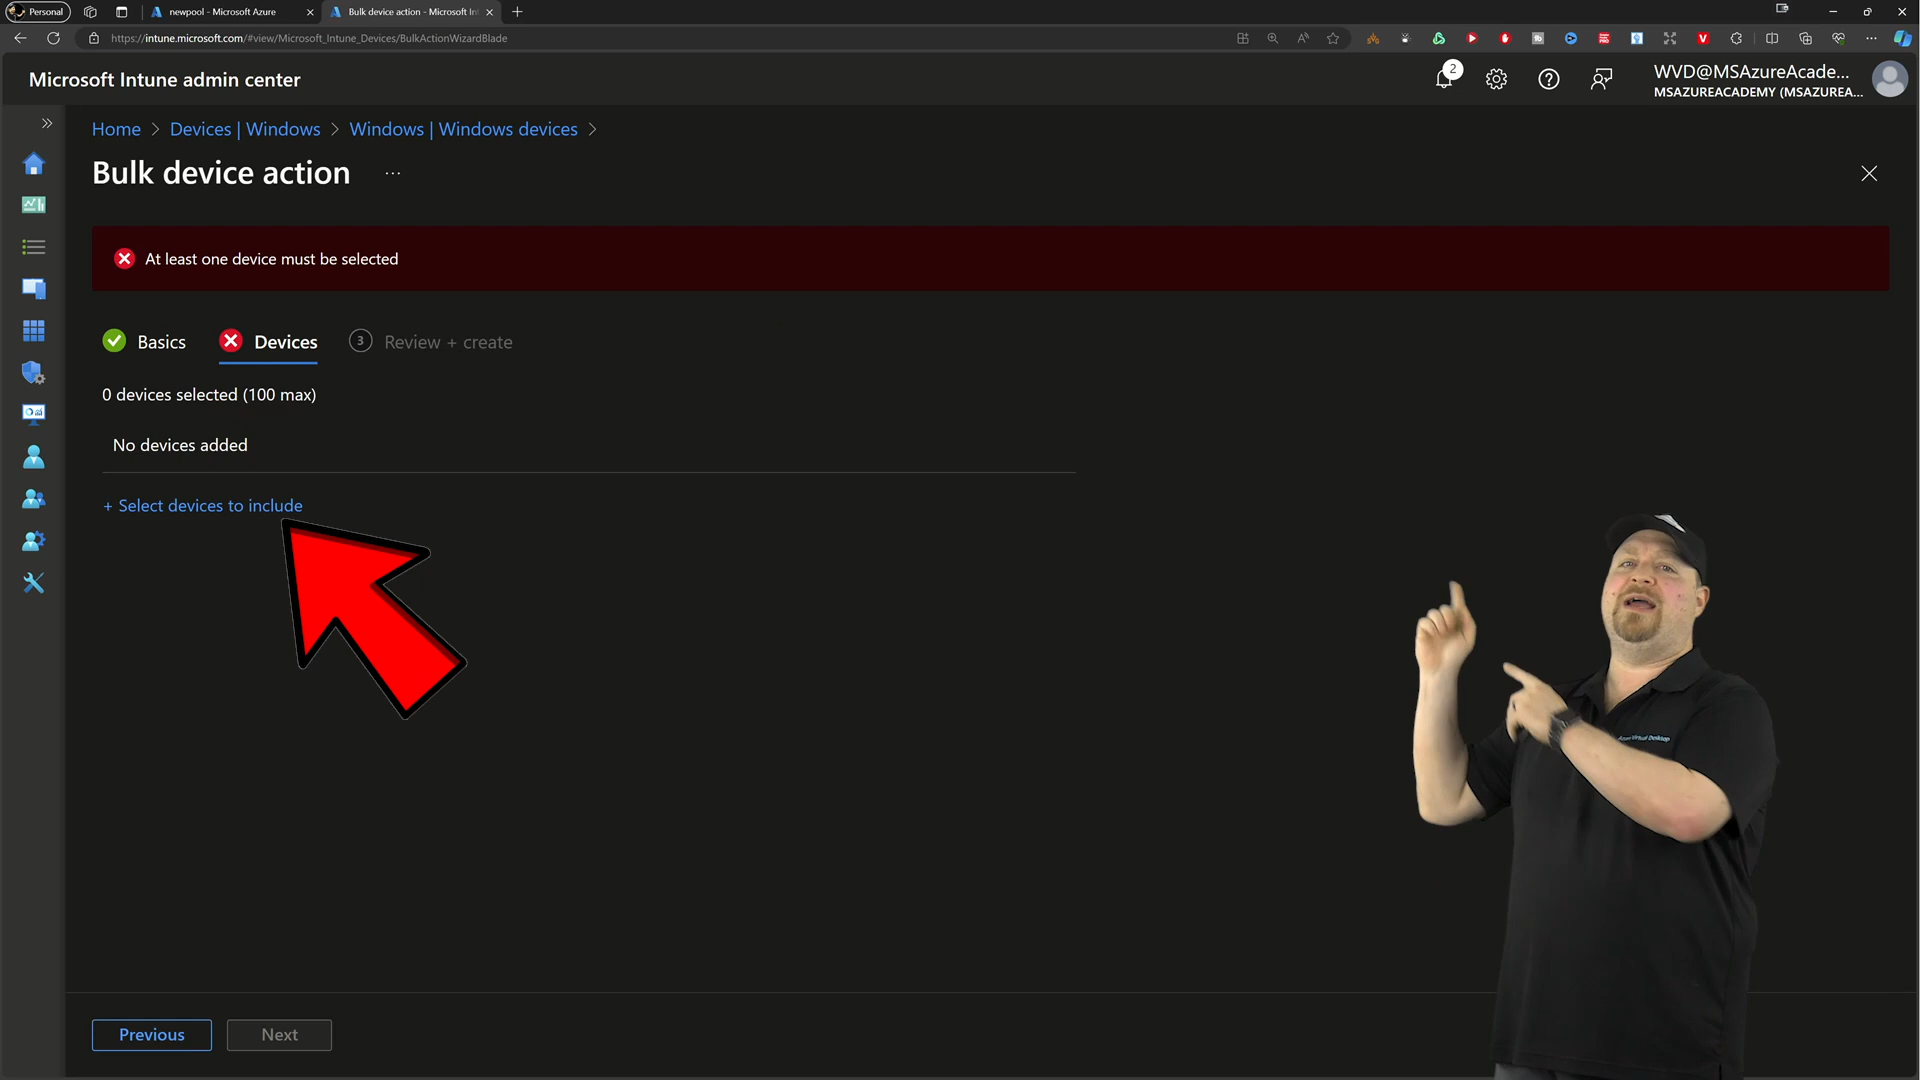 Personal
newpool - Microsoft Azure
Bulk device action - Microsoft In
https://intune.microsoft.com/#view/Microsoft_Intune_Devices/BulkActionWizardBlade
Microsoft Intune admin center
2
WVD@MSAzureAcade...
MSAZUREACADEMY (MSAZUREA...
Home > Devices | Windows > Windows | Windows devices >
Bulk device action ...
At least one device must be selected
Basics
Devices
3 Review + create
0 devices selected (100 max)
No devices added
+ Select devices to include
Azure Virtual Desktop
Previous
Next